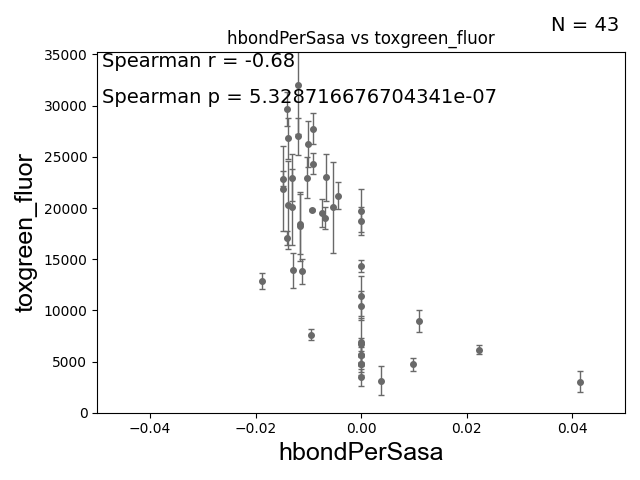 N = 43
hbondPerSasa vs toxgreen_fluor
Spearman r = -0.68
Spearman p = 5.328716676704341e-07
toxgreen_fluor
35000
30000
25000
20000
15000
10000
5000
0
−0.04
−0.02
0.00
0.02
0.04
hbondPerSasa